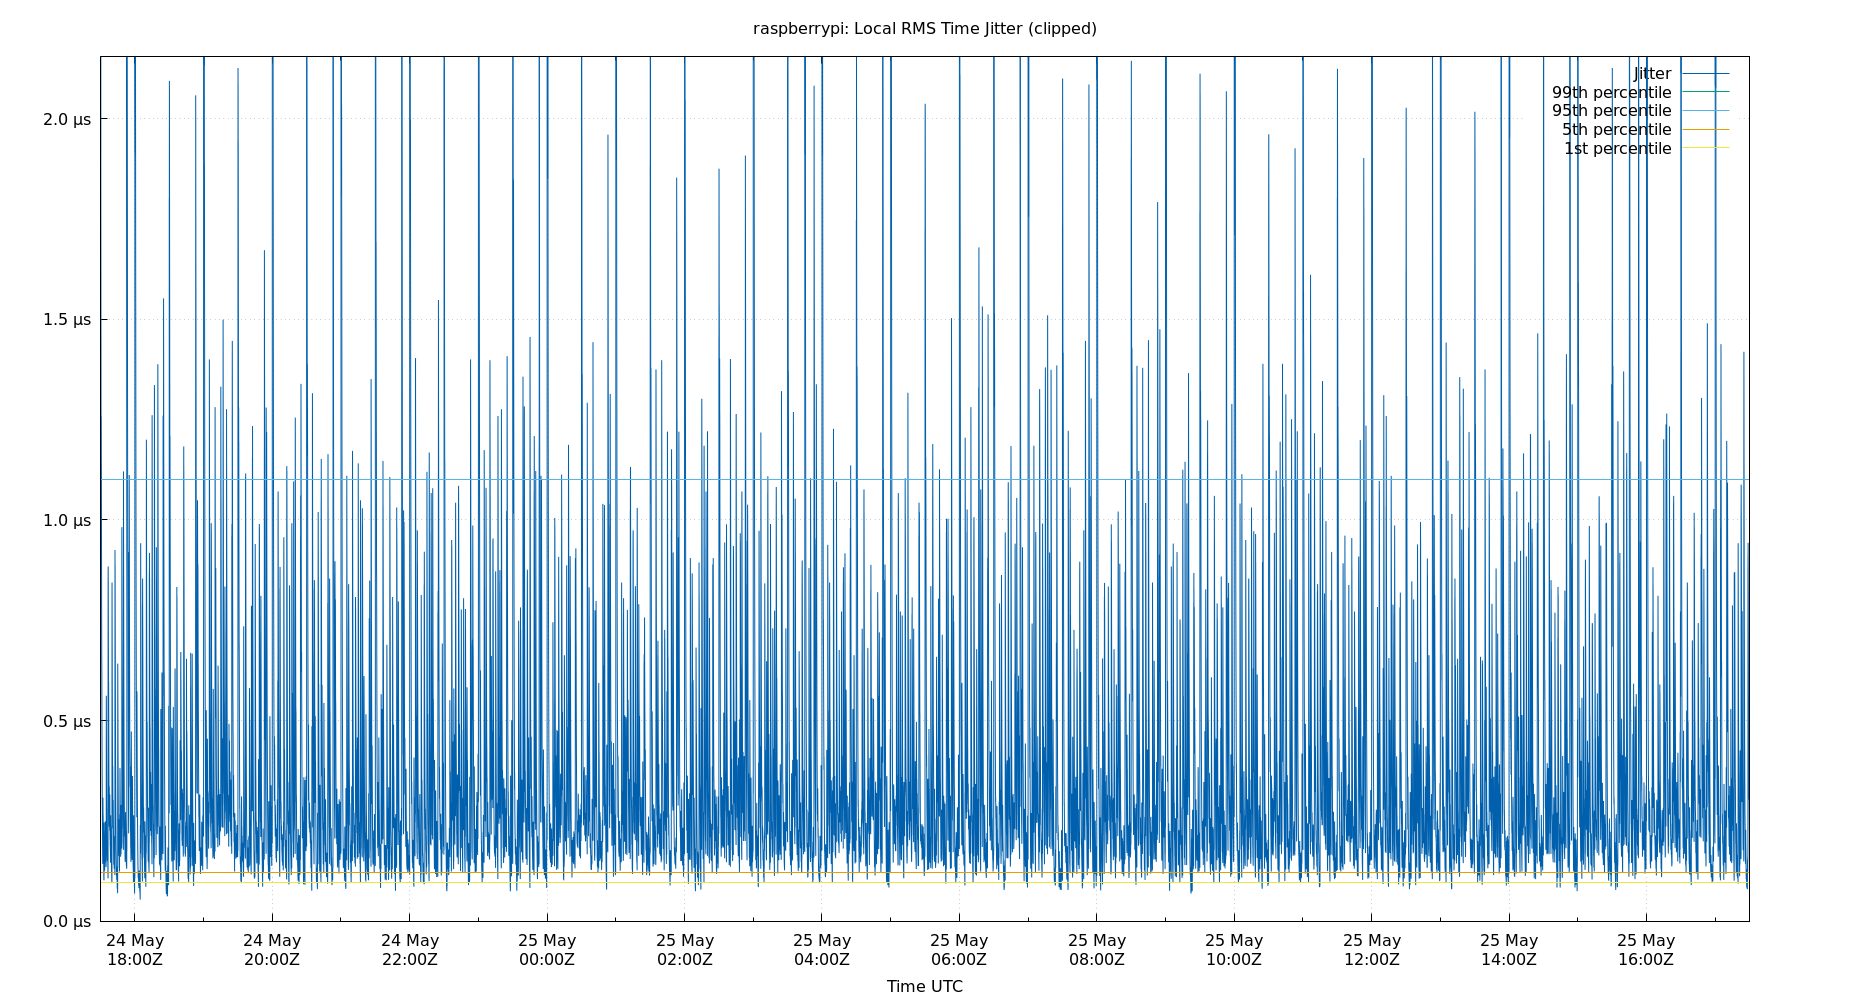 raspberrypi: Local RMS Time Jitter (clipped)
Jitter
99th percentile
95th percentile
5th percentile
1st percentile
2.0 µs
1.5 µs
1.0 µs
0.5 µs
0.0 µs
24 May 24 May 24 May 25 May 25 May 25 May 25 May 25 May 25 May 25 May 25 May 25 May
18:00Z 20:00Z 22:00Z 00:00Z 02:00Z 04:00Z 06:00Z 08:00Z 10:00Z 12:00Z 14:00Z 16:00Z
Time UTC